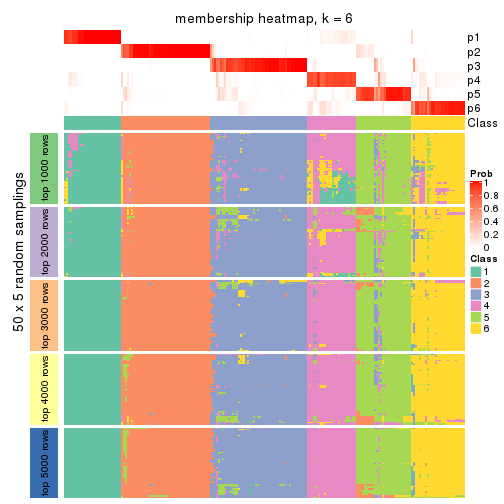 membership heatmap, k = 6
p1
p2
p3
p4
p5
p6
Class
50 x 5 random samplings
top 1000 rows
top 2000 rows
top 3000 rows
top 4000 rows
top 5000 rows
Prob
1
0.8
0.6
0.4
0.2
0
Class
1
2
3
4
5
6